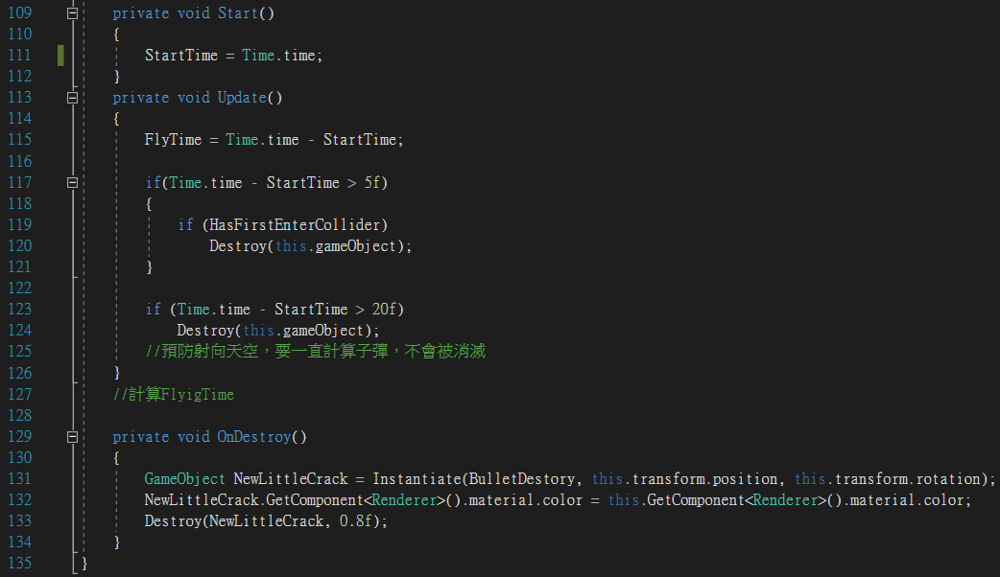 109 private void Start()
110 {
111 StartTime = Time.time;
112 }
113 private void Update()
114 {
115 FlyTime = Time.time - StartTime;
116
117 if(Time.time - StartTime > 5f)
118 {
119 if (HasFirstEnterCollider)
120 Destroy(this.gameObject);
121 }
122
123 if (Time.time - StartTime > 20f)
124 Destroy(this.gameObject);
125 //預防射向天空，要一直計算子彈，不會被消滅
126 }
127 //計算FlyigTime
128
129 private void OnDestroy()
130 {
131 GameObject NewLittleCrack = Instantiate(BulletDestory, this.transform.position, this.transform.rotation);
132 NewLittleCrack.GetComponent<Renderer>().material.color = this.GetComponent<Renderer>().material.color;
133 Destroy(NewLittleCrack, 0.8f);
134 }
135 }